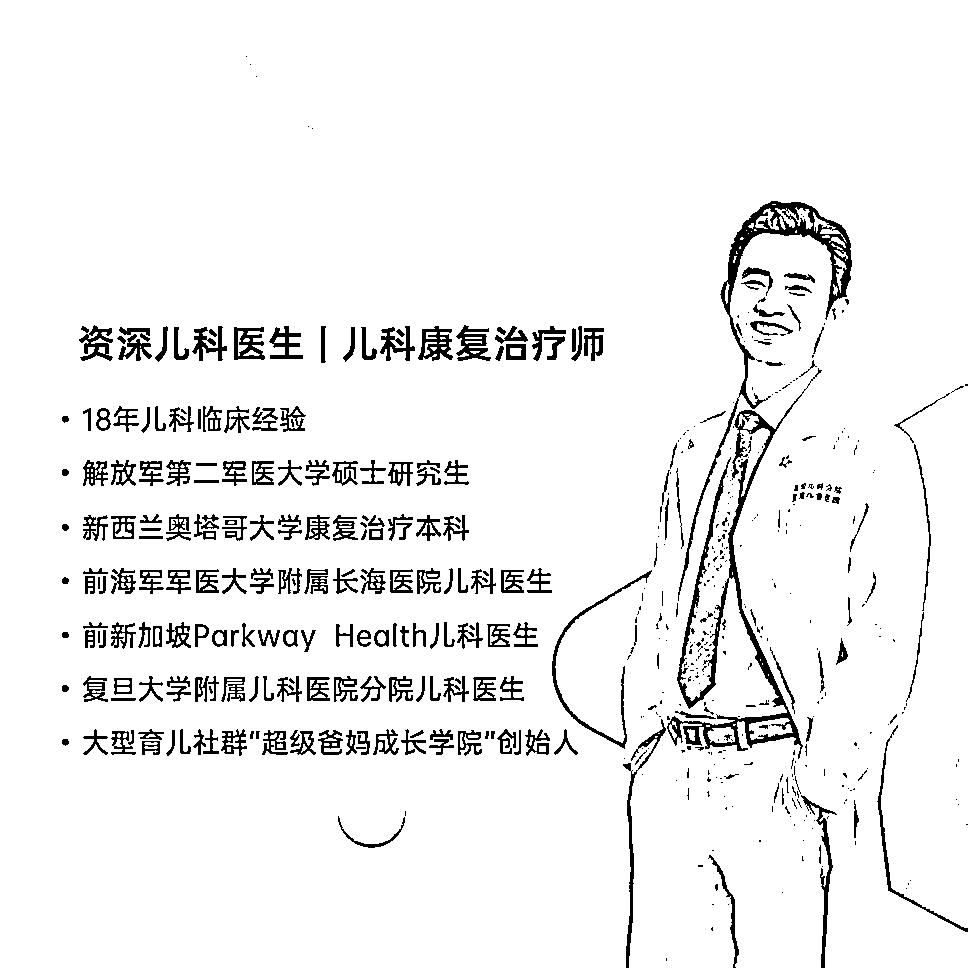 资深儿科医生 | 儿科康复治疗师
• 18年儿科临床经验
• 解放军第二军医大学硕士研究生
• 新西兰奥塔哥大学康复治疗本科
• 前海军军医大学附属长海医院儿科医生
• 前新加坡Parkway Health儿科医生
• 复旦大学附属儿科医院分院儿科医生
• 大型育儿社群"超级爸妈成长学院"创始人